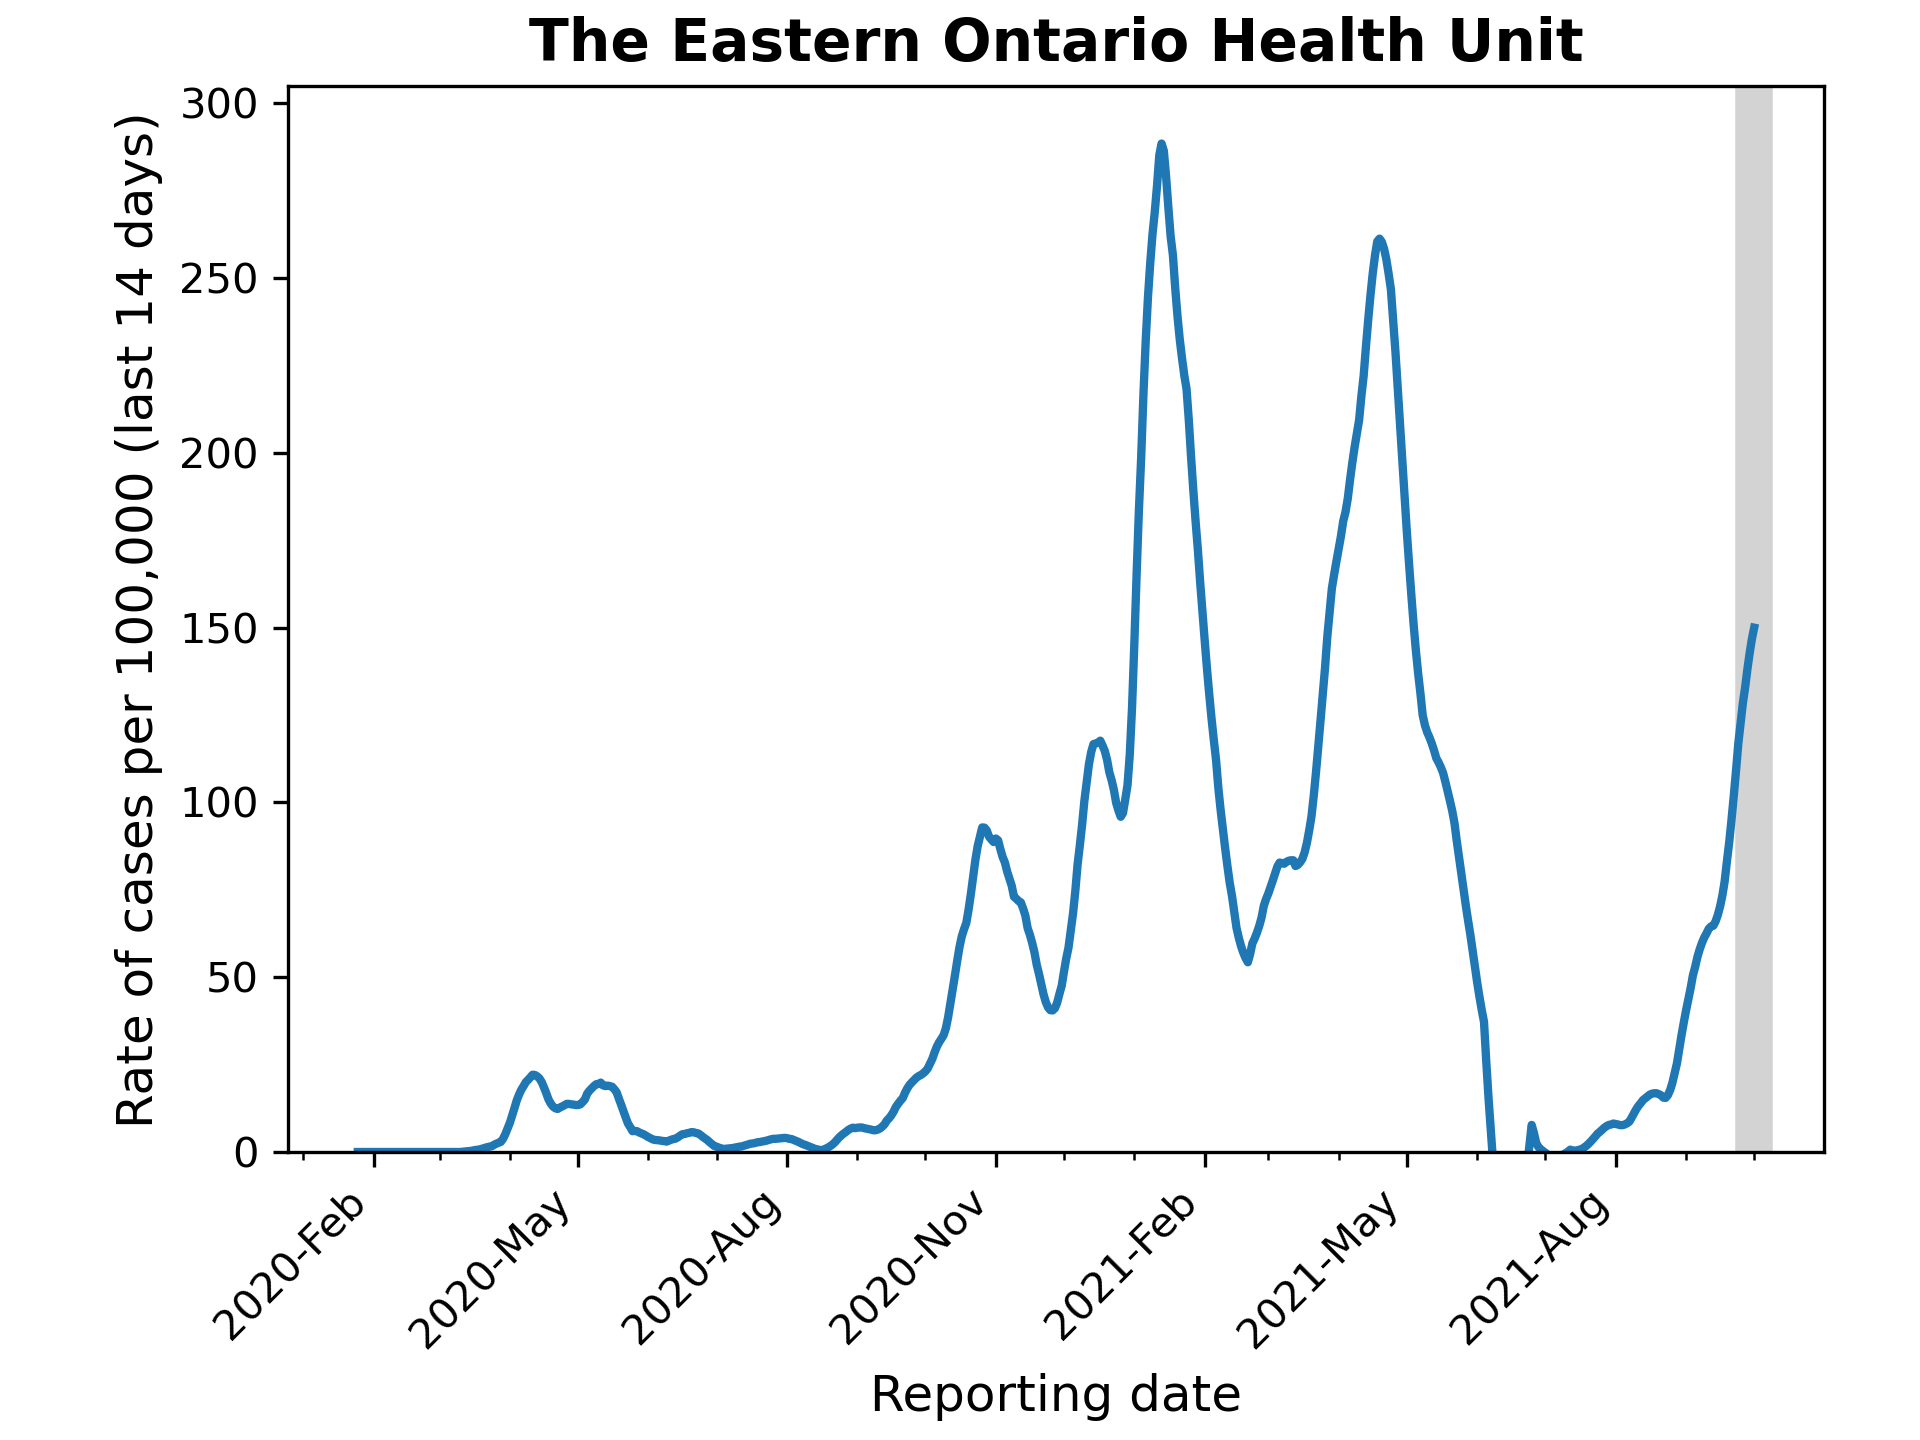 The Eastern Ontario Health Unit
Rate of cases per 100,000 (last 14 days)
300
250
200
150
100
50
0
2020-Feb
2020-May
2020-Aug
2020-Nov
2021-Feb
2021-May
2021-Aug
Reporting date